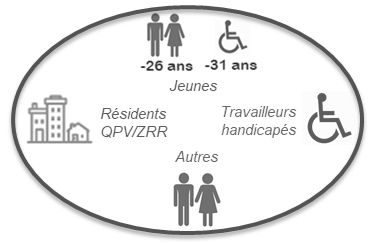 -26 ans -31 ans
Jeunes
Résidents
QPV/ZRR
Travailleurs
handicapés
Autres